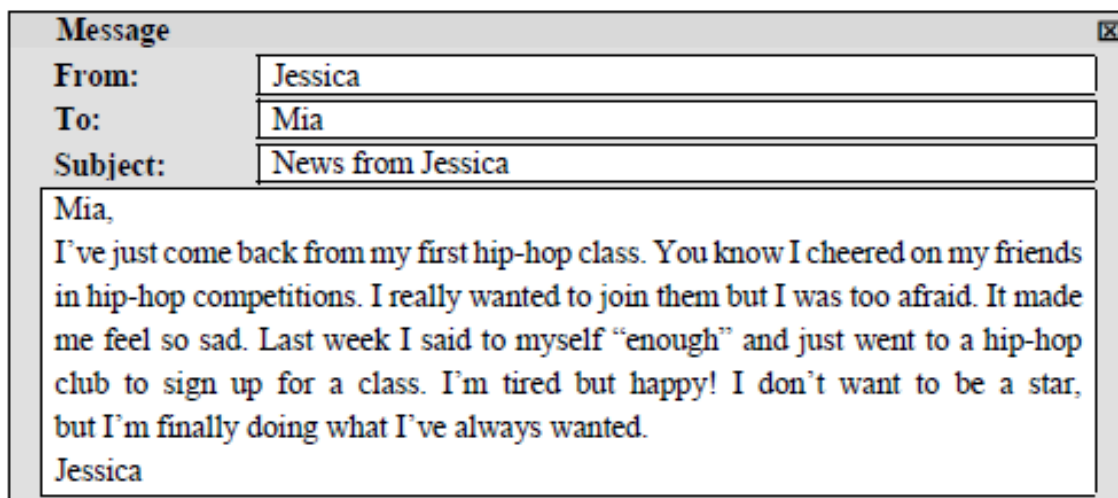 Message
From: Jessica
To: Mia
Subject: News from Jessica
Mia,
I’ve just come back from my first hip-hop class. You know I cheered on my friends
in hip-hop competitions. I really wanted to join them but I was too afraid. It made
me feel so sad. Last week I said to myself “enough” and just went to a hip-hop
club to sign up for a class. I’m tired but happy! I don’t want to be a star,
but I’m finally doing what I’ve always wanted.
Jessica